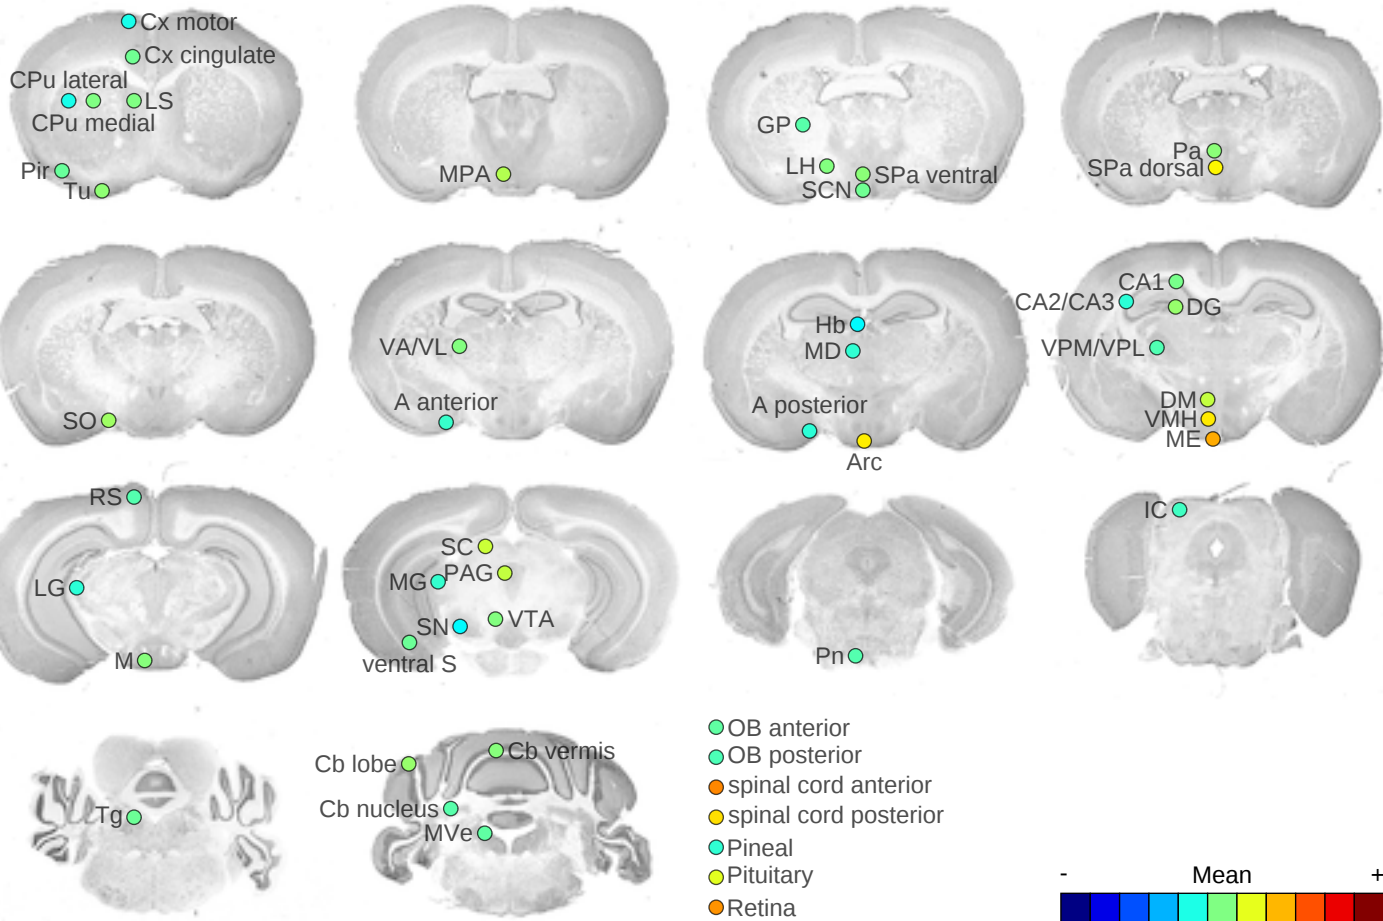 Cx motor
Cx cingulate
CPu lateral
LS
CPu medial
Pir
Tu
MPA
GP
LH
SPa ventral
SCN
Pa
SPa dorsal
SO
VA/VL
A anterior
Hb
MD
A posterior
Arc
CA1
CA2/CA3
DG
VPM/VPL
DM
VMH
ME
RS
LG
M
SC
MG
PAG
SN
VTA
ventral S
Pn
IC
Tg
Cb lobe
Cb vermis
Cb nucleus
MVe
OB anterior
OB posterior
spinal cord anterior
spinal cord posterior
Pineal
Pituitary
Retina
- Mean +